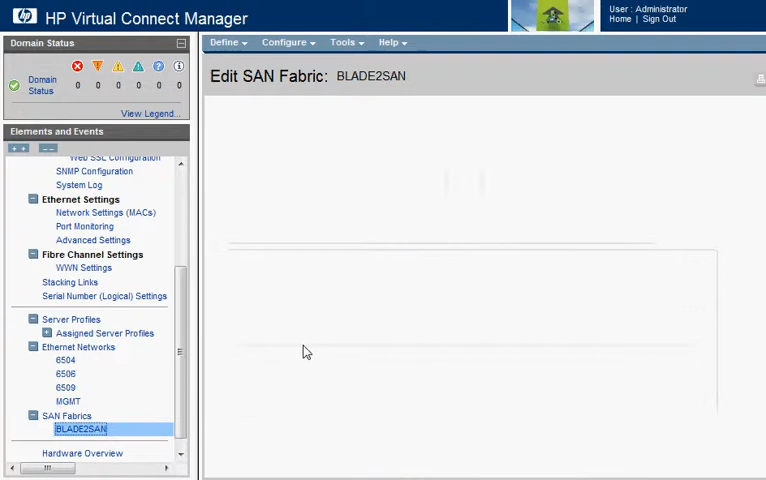 hp HP Virtual Connect Manager
User : Administrator
Home | Sign Out
Domain Status
Define Configure Tools Help
Edit SAN Fabric: BLADE2SAN
Domain Status 0 0 0 0 0 0
View Legend...
Elements and Events
Web SSL Configuration
SNMP Configuration
System Log
Ethernet Settings
Network Settings (MACs)
Port Monitoring
Advanced Settings
Fibre Channel Settings
WWN Settings
Stacking Links
Serial Number (Logical) Settings
Server Profiles
Assigned Server Profiles
Ethernet Networks
6504
6506
6509
MGMT
SAN Fabrics
BLADE2SAN
Hardware Overview